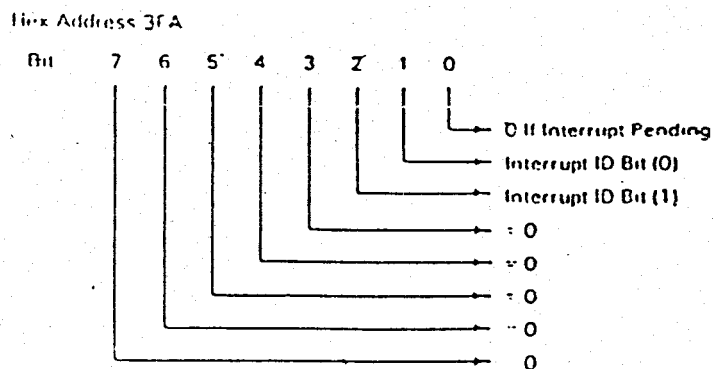 Hex Address 3FA
Bit 7 6 5 4 3 2 1 0
0 If Interrupt Pending
Interrupt ID Bit (0)
Interrupt ID Bit (1)
= 0
= 0
= 0
= 0
0